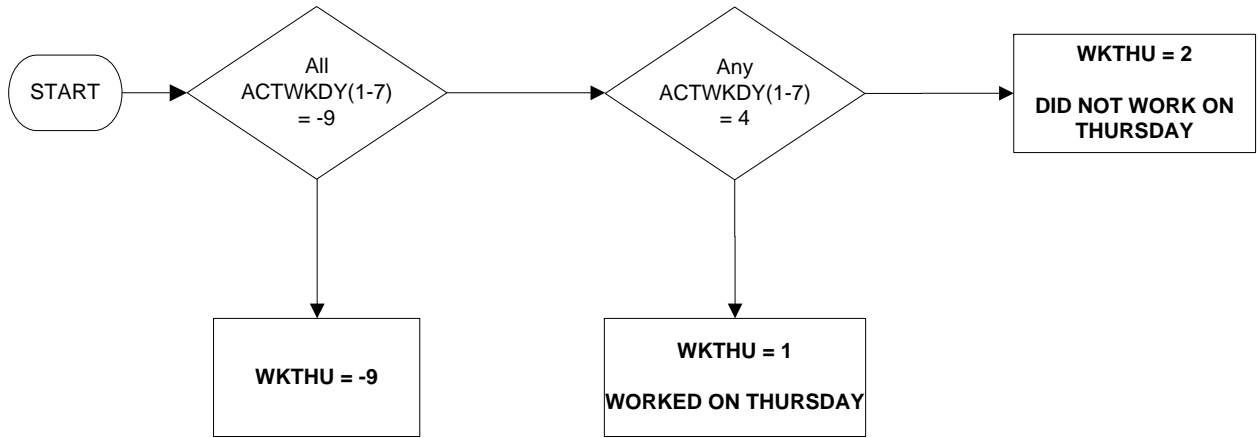 START
All
ACTWKDY(1-7)
= -9
Any
ACTWKDY(1-7)
= 4
WKTHU = 2
DID NOT WORK ON
THURSDAY
WKTHU = -9
WKTHU = 1
WORKED ON THURSDAY